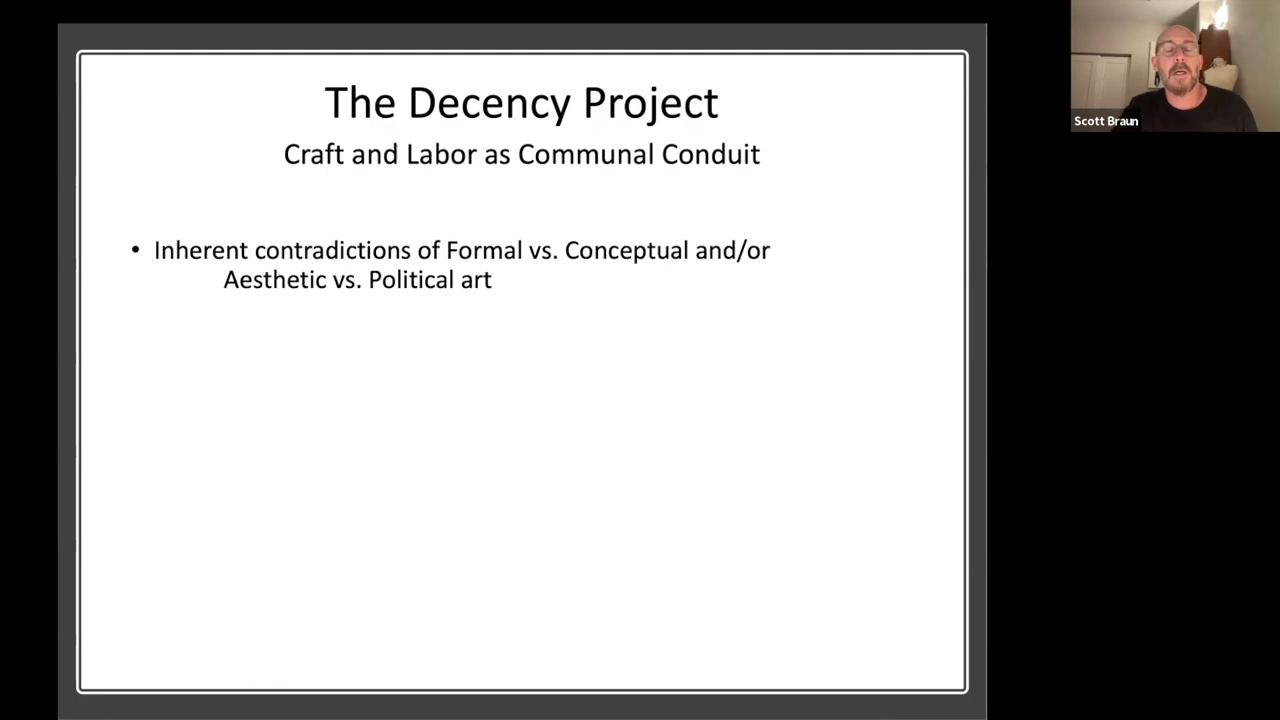 The Decency Project
Craft and Labor as Communal Conduit
• Inherent contradictions of Formal vs. Conceptual and/or
Aesthetic vs. Political art
Scott Braun